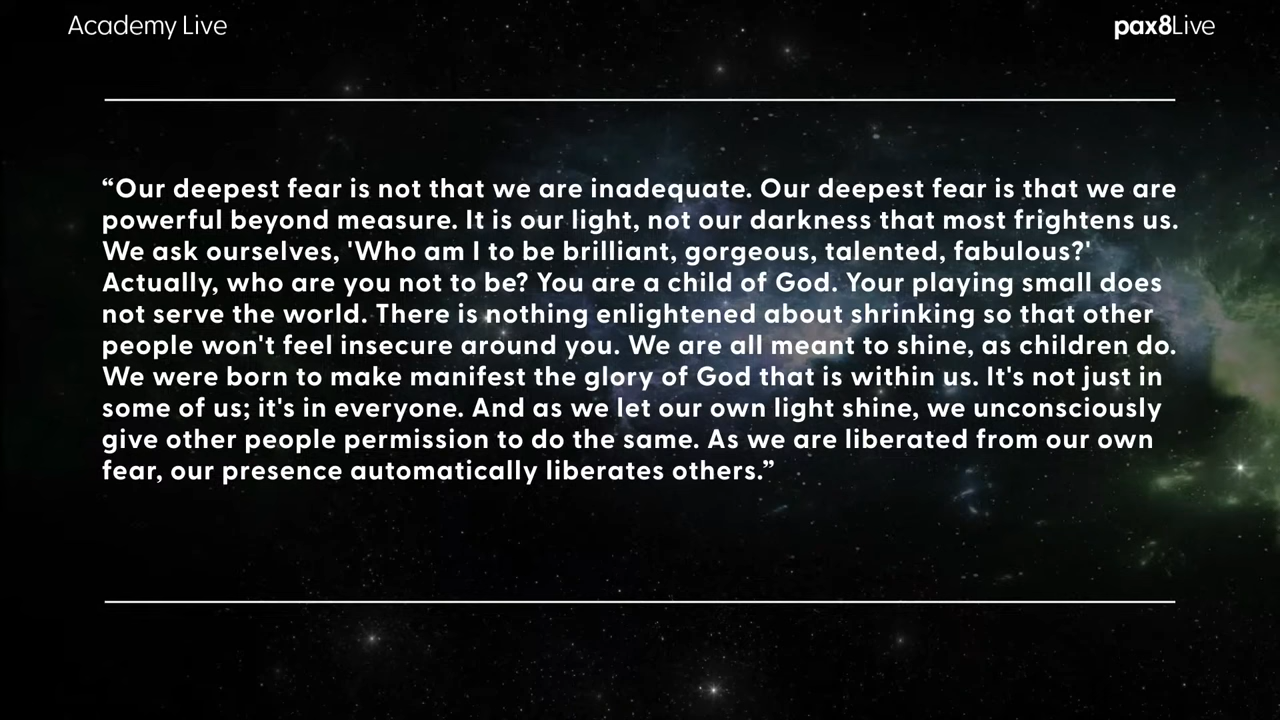 Academy Live
pax8Live
“Our deepest fear is not that we are inadequate. Our deepest fear is that we are
powerful beyond measure. It is our light, not our darkness that most frightens us.
We ask ourselves, 'Who am I to be brilliant, gorgeous, talented, fabulous?'
Actually, who are you not to be? You are a child of God. Your playing small does
not serve the world. There is nothing enlightened about shrinking so that other
people won't feel insecure around you. We are all meant to shine, as children do.
We were born to make manifest the glory of God that is within us. It's not just in
some of us; it's in everyone. And as we let our own light shine, we unconsciously
give other people permission to do the same. As we are liberated from our own
fear, our presence automatically liberates others.”